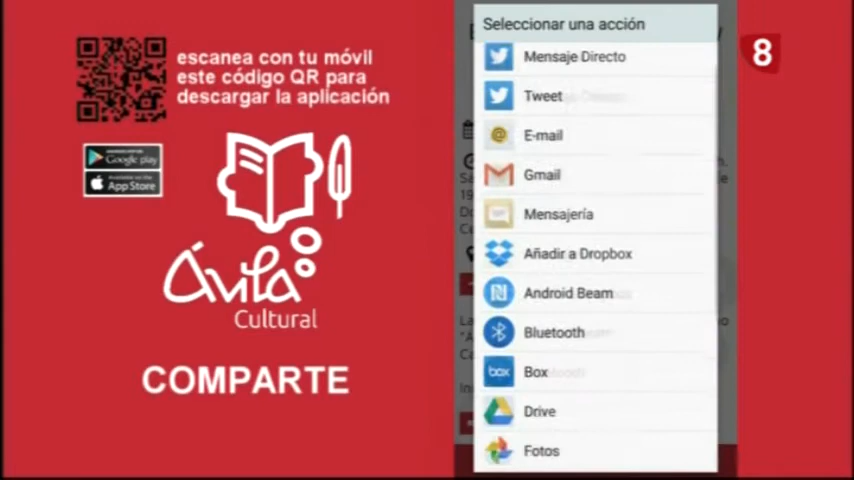 escanea con tu móvil
este código QR para
descargar la aplicación
Google play
App Store
Ávila
Cultural
COMPARTE
Seleccionar una acción
Mensaje Directo
Tweet
E-mail
Gmail
Mensajería
Añadir a Dropbox
Android Beam
Bluetooth
box
Box
Drive
Fotos
8